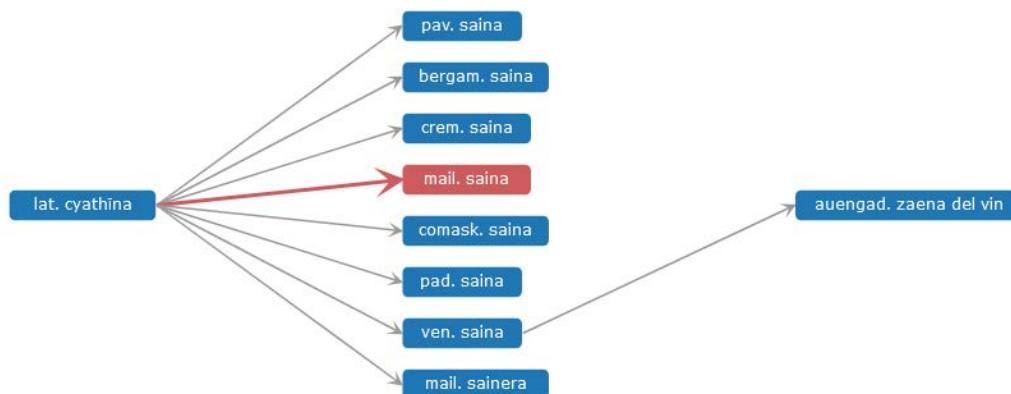 pav. saina
bergam. saina
crem. saina
mail. saina
lat. cyathīna
auengad. zaena del vin
comask. saina
pad. saina
ven. saina
mail. sainera